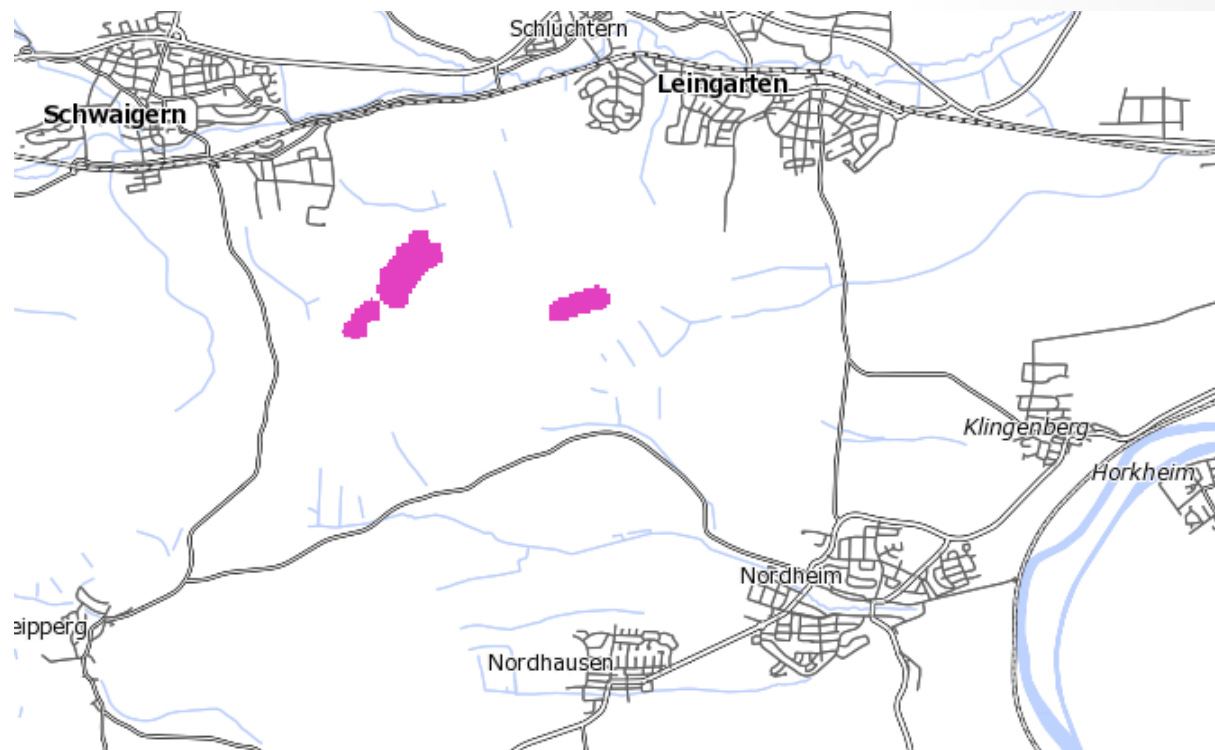 Schluchtern
Leingarten
Schwaigern
Klingenberg
Horkheim
Nordheim
eipperg
Nordhausen